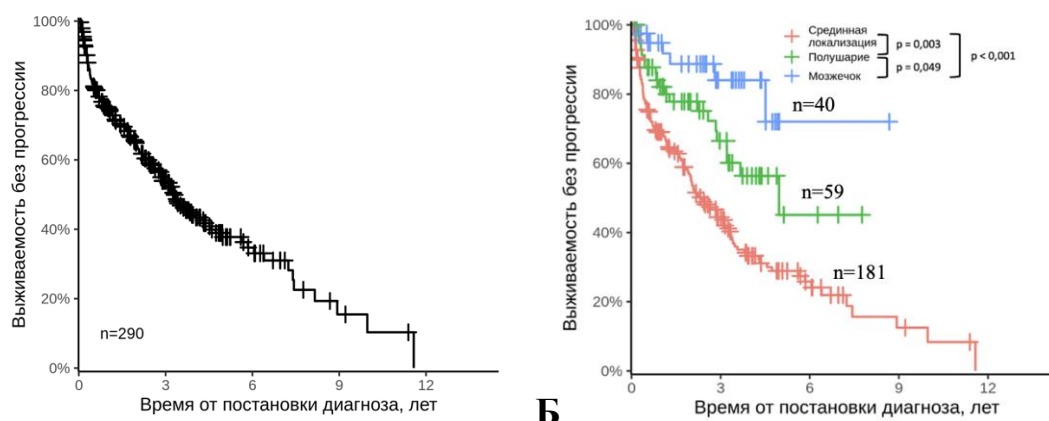 Выживаемость без прогрессии
100%
80%
60%
40%
20%
0%
n=290
0
3
6
9
12
Время от постановки диагноза, лет
Б
Выживаемость без прогрессии
100%
80%
60%
40%
20%
0%
Срединная
локализация
Полушарие
Мозжечок
p = 0,003
p = 0,049
p < 0,001
n=40
n=59
n=181
0
3
6
9
12
Время от постановки диагноза, лет